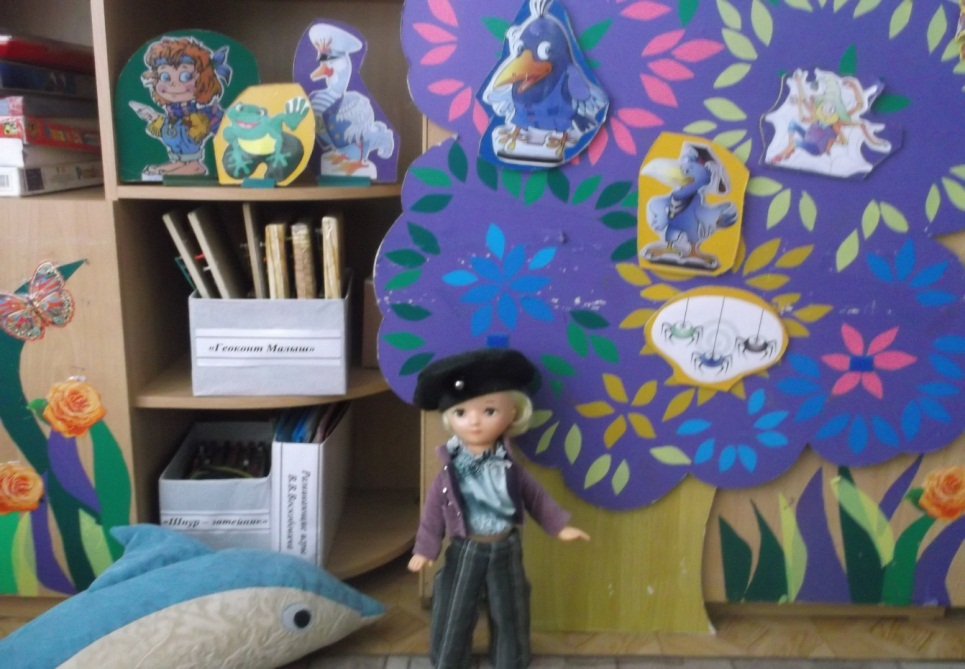 «Геоконт Малыш»
«Шнур – затейник»
Развивающие игры
В.В.Воскобовича